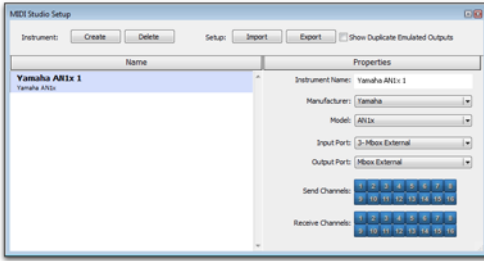 MIDI Studio Setup
Instrument: Create Delete Setup: Import Export Show Duplicate Emulated Outputs
Name Properties
Yamaha AN1x 1
Yamaha AN1x
Instrument Name: Yamaha AN1x 1
Manufacturer: Yamaha
Model: AN1x
Input Port: 3- Mbox External
Output Port: Mbox External
Send Channels: 1 2 3 4 5 6 7 8
9 10 11 12 13 14 15 16
Receive Channels: 1 2 3 4 5 6 7 8
9 10 11 12 13 14 15 16